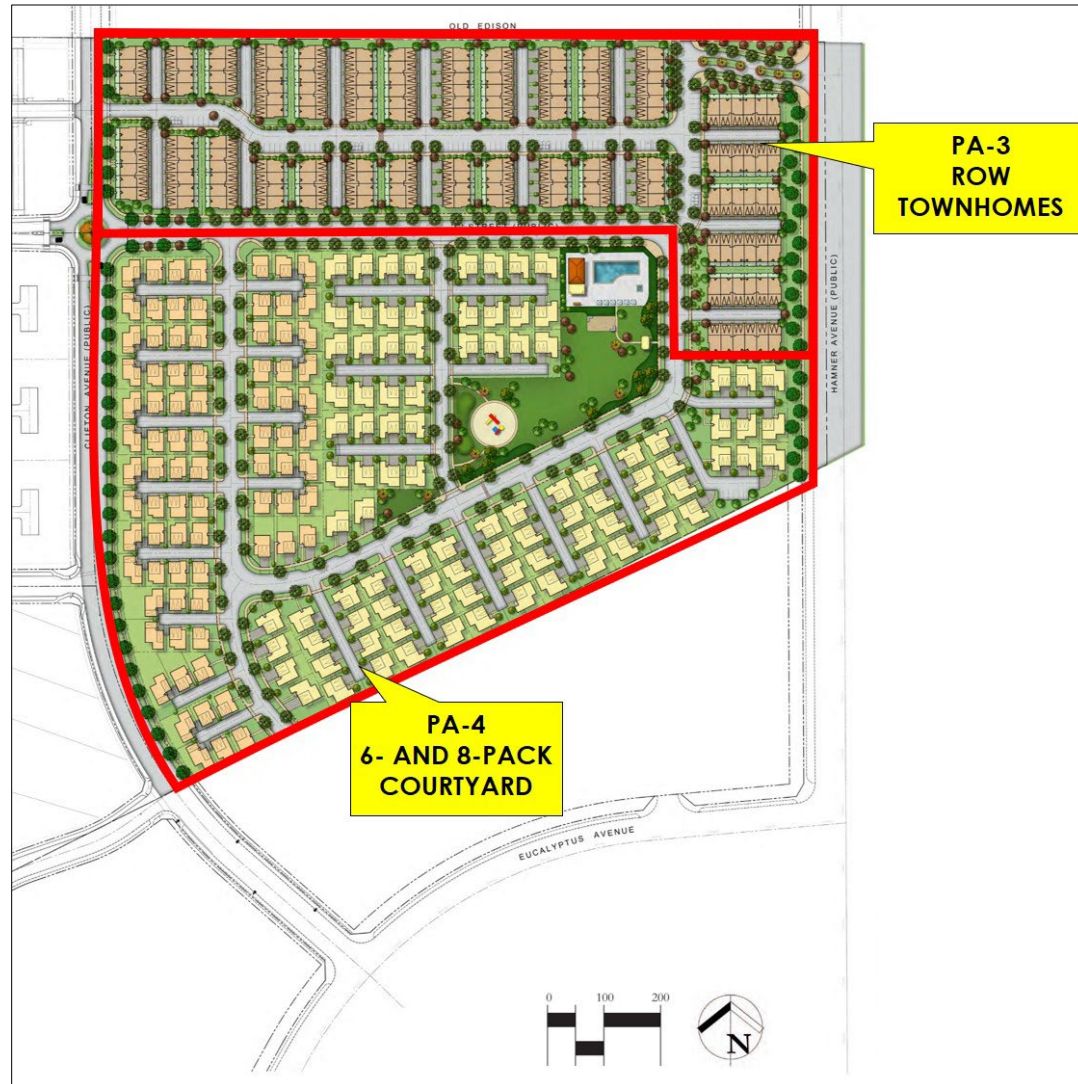 OLD EDISON
PA-3
ROW
TOWNHOMES
STREET (PUBLIC)
CLIFTON AVENUE (PUBLIC)
HAMNER AVENUE (PUBLIC)
PA-4
6- AND 8-PACK
COURTYARD
EUCALYPTUS AVENUE
0 100 200
N